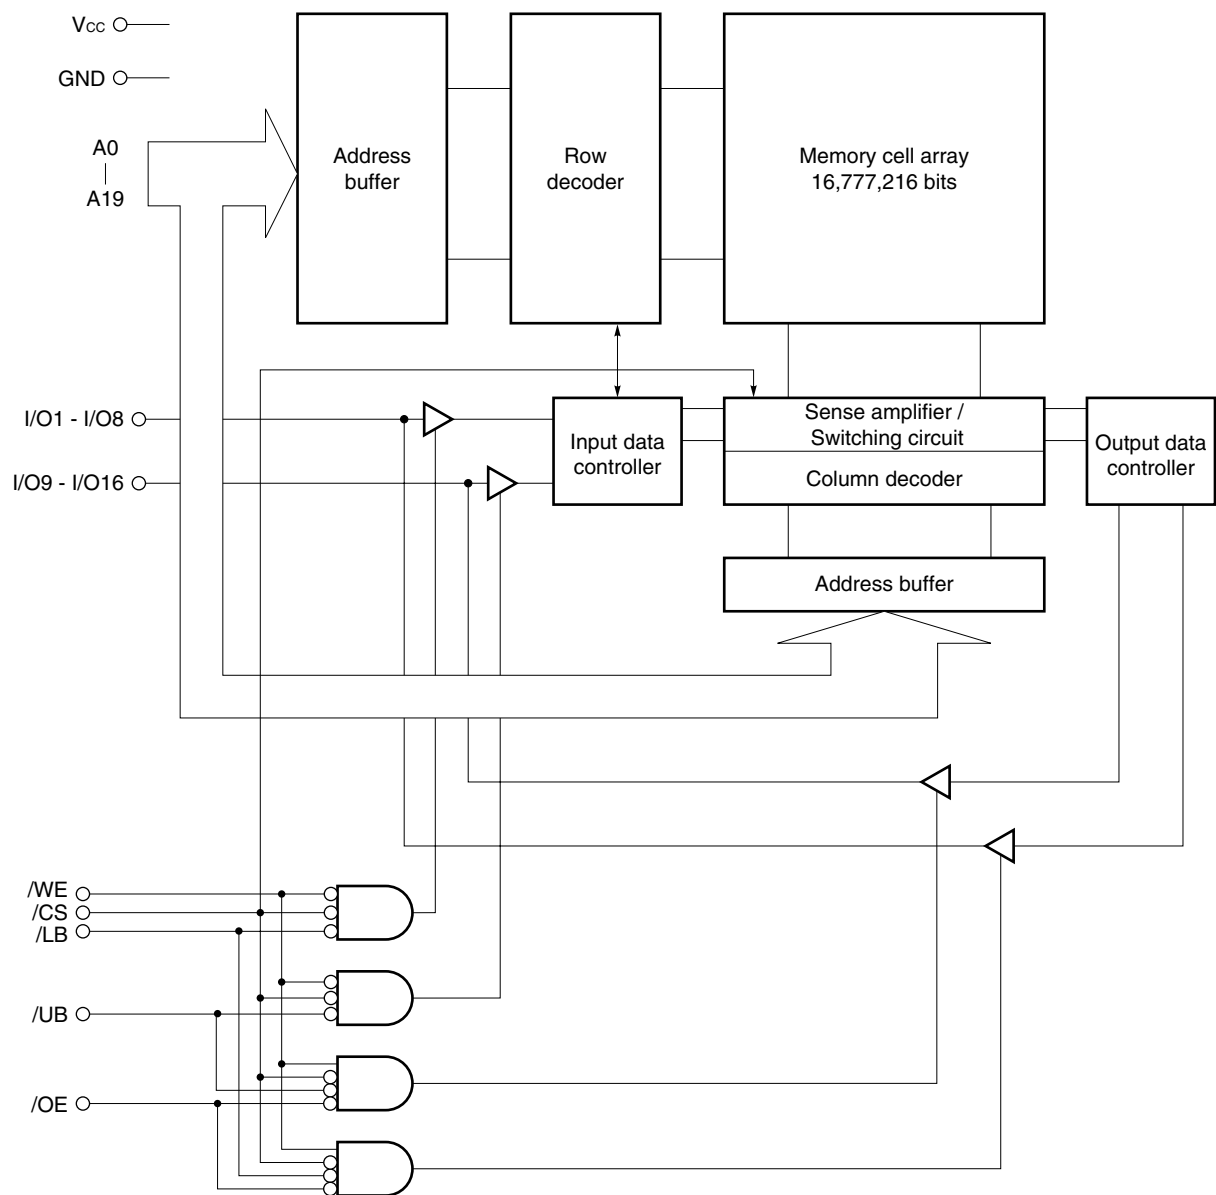 VCC
GND
A0
A19
Address
buffer
Row
decoder
Memory cell array
16,777,216 bits
I/O1 - I/O8
I/O9 - I/O16
Input data
controller
Sense amplifier /
Switching circuit
Column decoder
Output data
controller
Address buffer
/WE
/CS
/LB
/UB
/OE